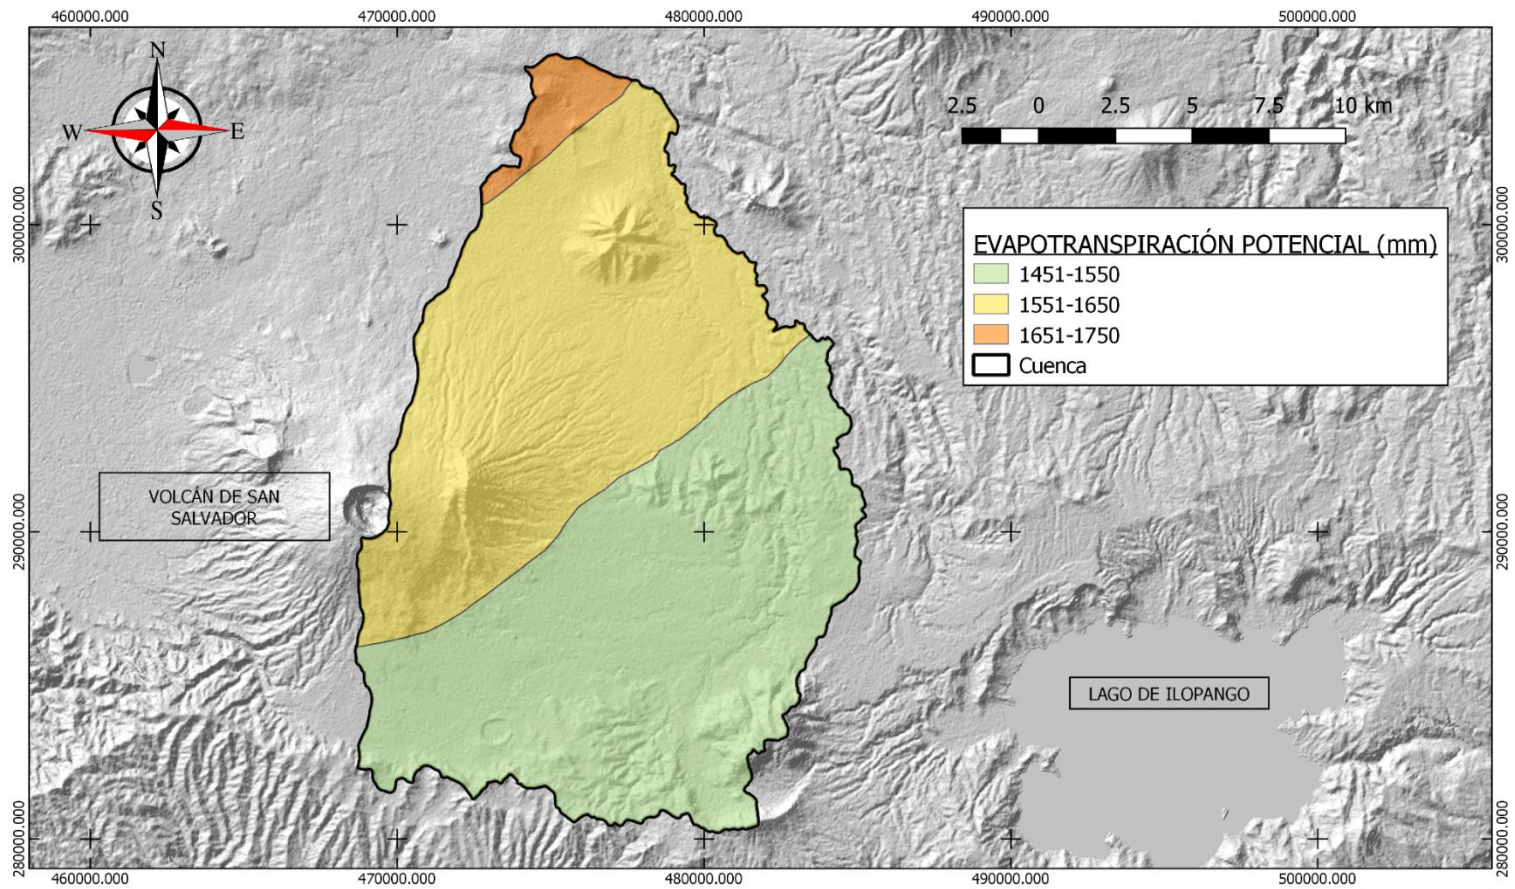 460000.000 470000.000 480000.000 490000.000 500000.000
N
W E
S
2.5 0 2.5 5 7.5 10 km
300000.000 300000.000
EVAPOTRANSPIRACIÓN POTENCIAL (mm)
1451-1550
1551-1650
1651-1750
Cuenca
VOLCÁN DE SAN
SALVADOR
290000.000 290000.000
LAGO DE ILOPANGO
280000.000 280000.000
460000.000 470000.000 480000.000 490000.000 500000.000